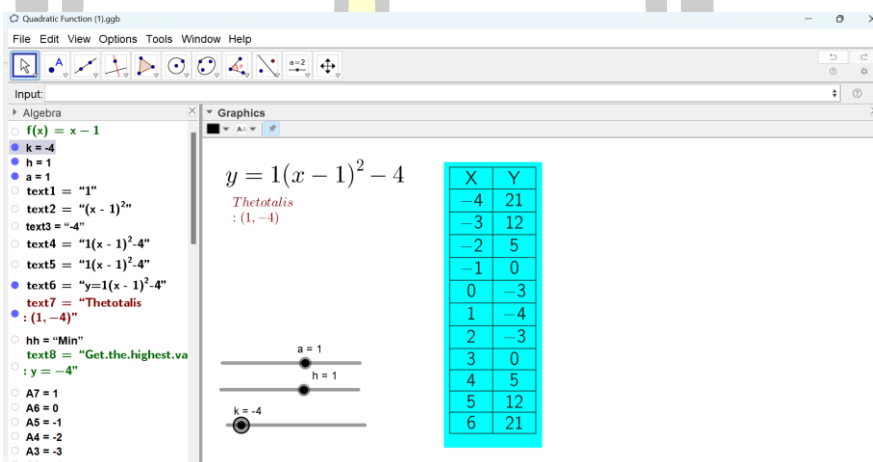 Quadratic Function (1).ggb
File Edit View Options Tools Window Help
a=2
Input:
Algebra
Graphics
f(x) = x − 1
k = -4
h = 1
a = 1
text1 = “1”
text2 = “(x - 1)²”
text3 = “-4”
text4 = “1(x - 1)²-4”
text5 = “1(x - 1)²-4”
text6 = “y=1(x - 1)²-4”
text7 = “Thetotalis
: (1, −4)”
hh = “Min”
text8 = “Get.the.highest.va
: y = −4”
A7 = 1
A6 = 0
A5 = -1
A4 = -2
A3 = -3
y = 1(x − 1)² − 4
Thetotalis
: (1, −4)
a = 1
h = 1
k = -4
X Y
−4 21
−3 12
−2 5
−1 0
0 −3
1 −4
2 −3
3 0
4 5
5 12
6 21